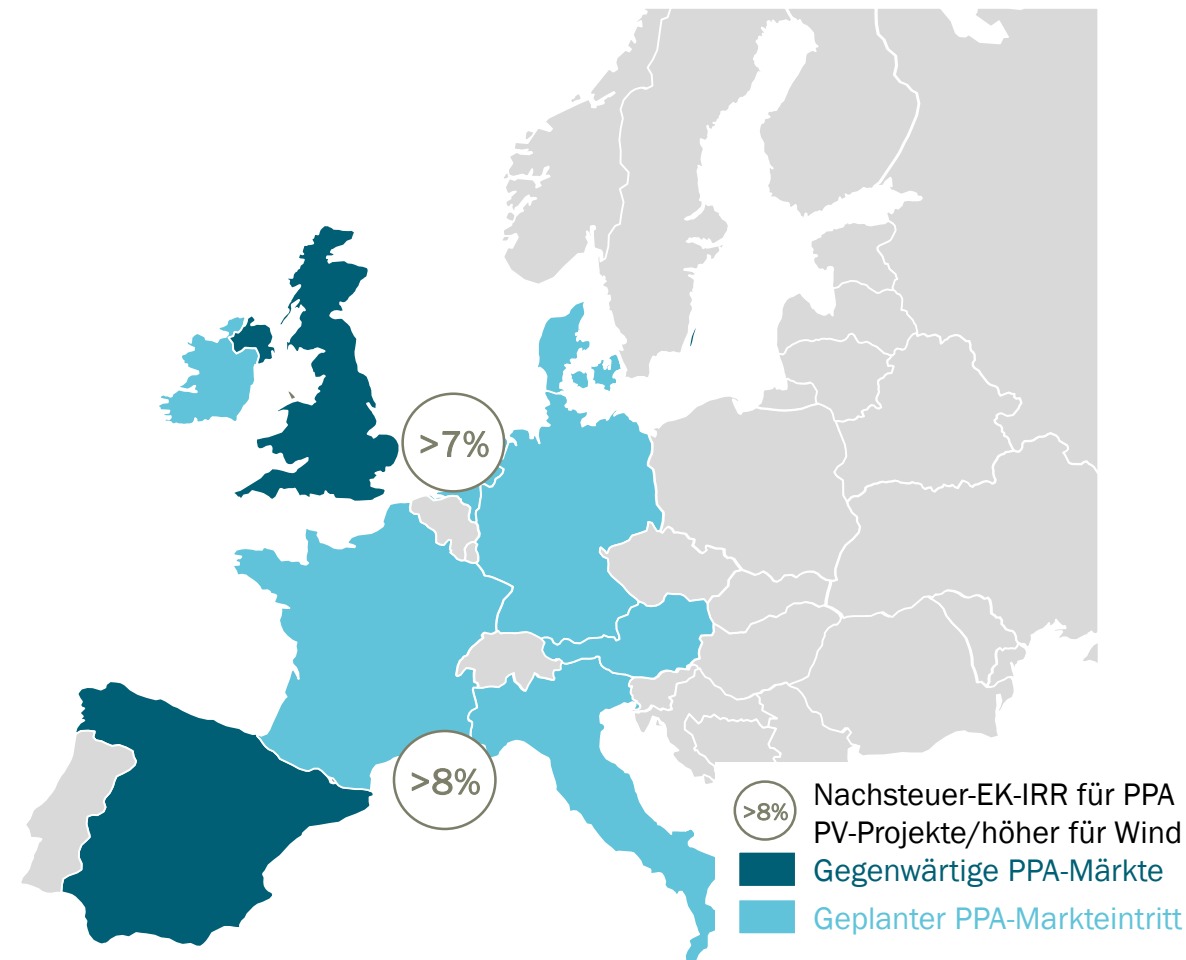 >7%
>8%
>8%
Nachsteuer-EK-IRR für PPA
PV-Projekte/höher für Wind
Gegenwärtige PPA-Märkte
Geplanter PPA-Markteintritt